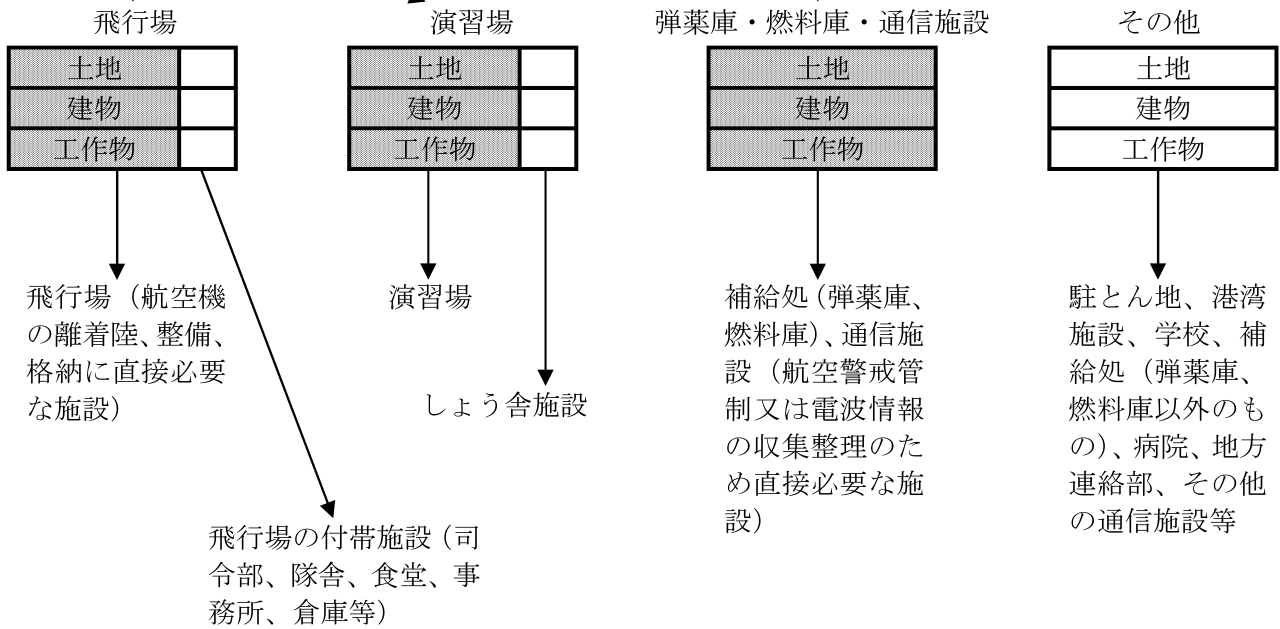 飛行場
土地
建物
工作物
飛行場（航空機
の離着陸、整備、
格納に直接必要
な施設）
飛行場の付帯施設（司
令部、隊舎、食堂、事
務所、倉庫等）
演習場
土地
建物
工作物
演習場
しょう舎施設
弾薬庫・燃料庫・通信施設
土地
建物
工作物
補給処（弾薬庫、
燃料庫）、通信施
設（航空警戒管
制又は電波情報
の収集整理のた
め直接必要な施
設）
その他
土地
建物
工作物
駐とん地、港湾
施設、学校、補
給処（弾薬庫、
燃料庫以外のも
の）、病院、地方
連絡部、その他
の通信施設等